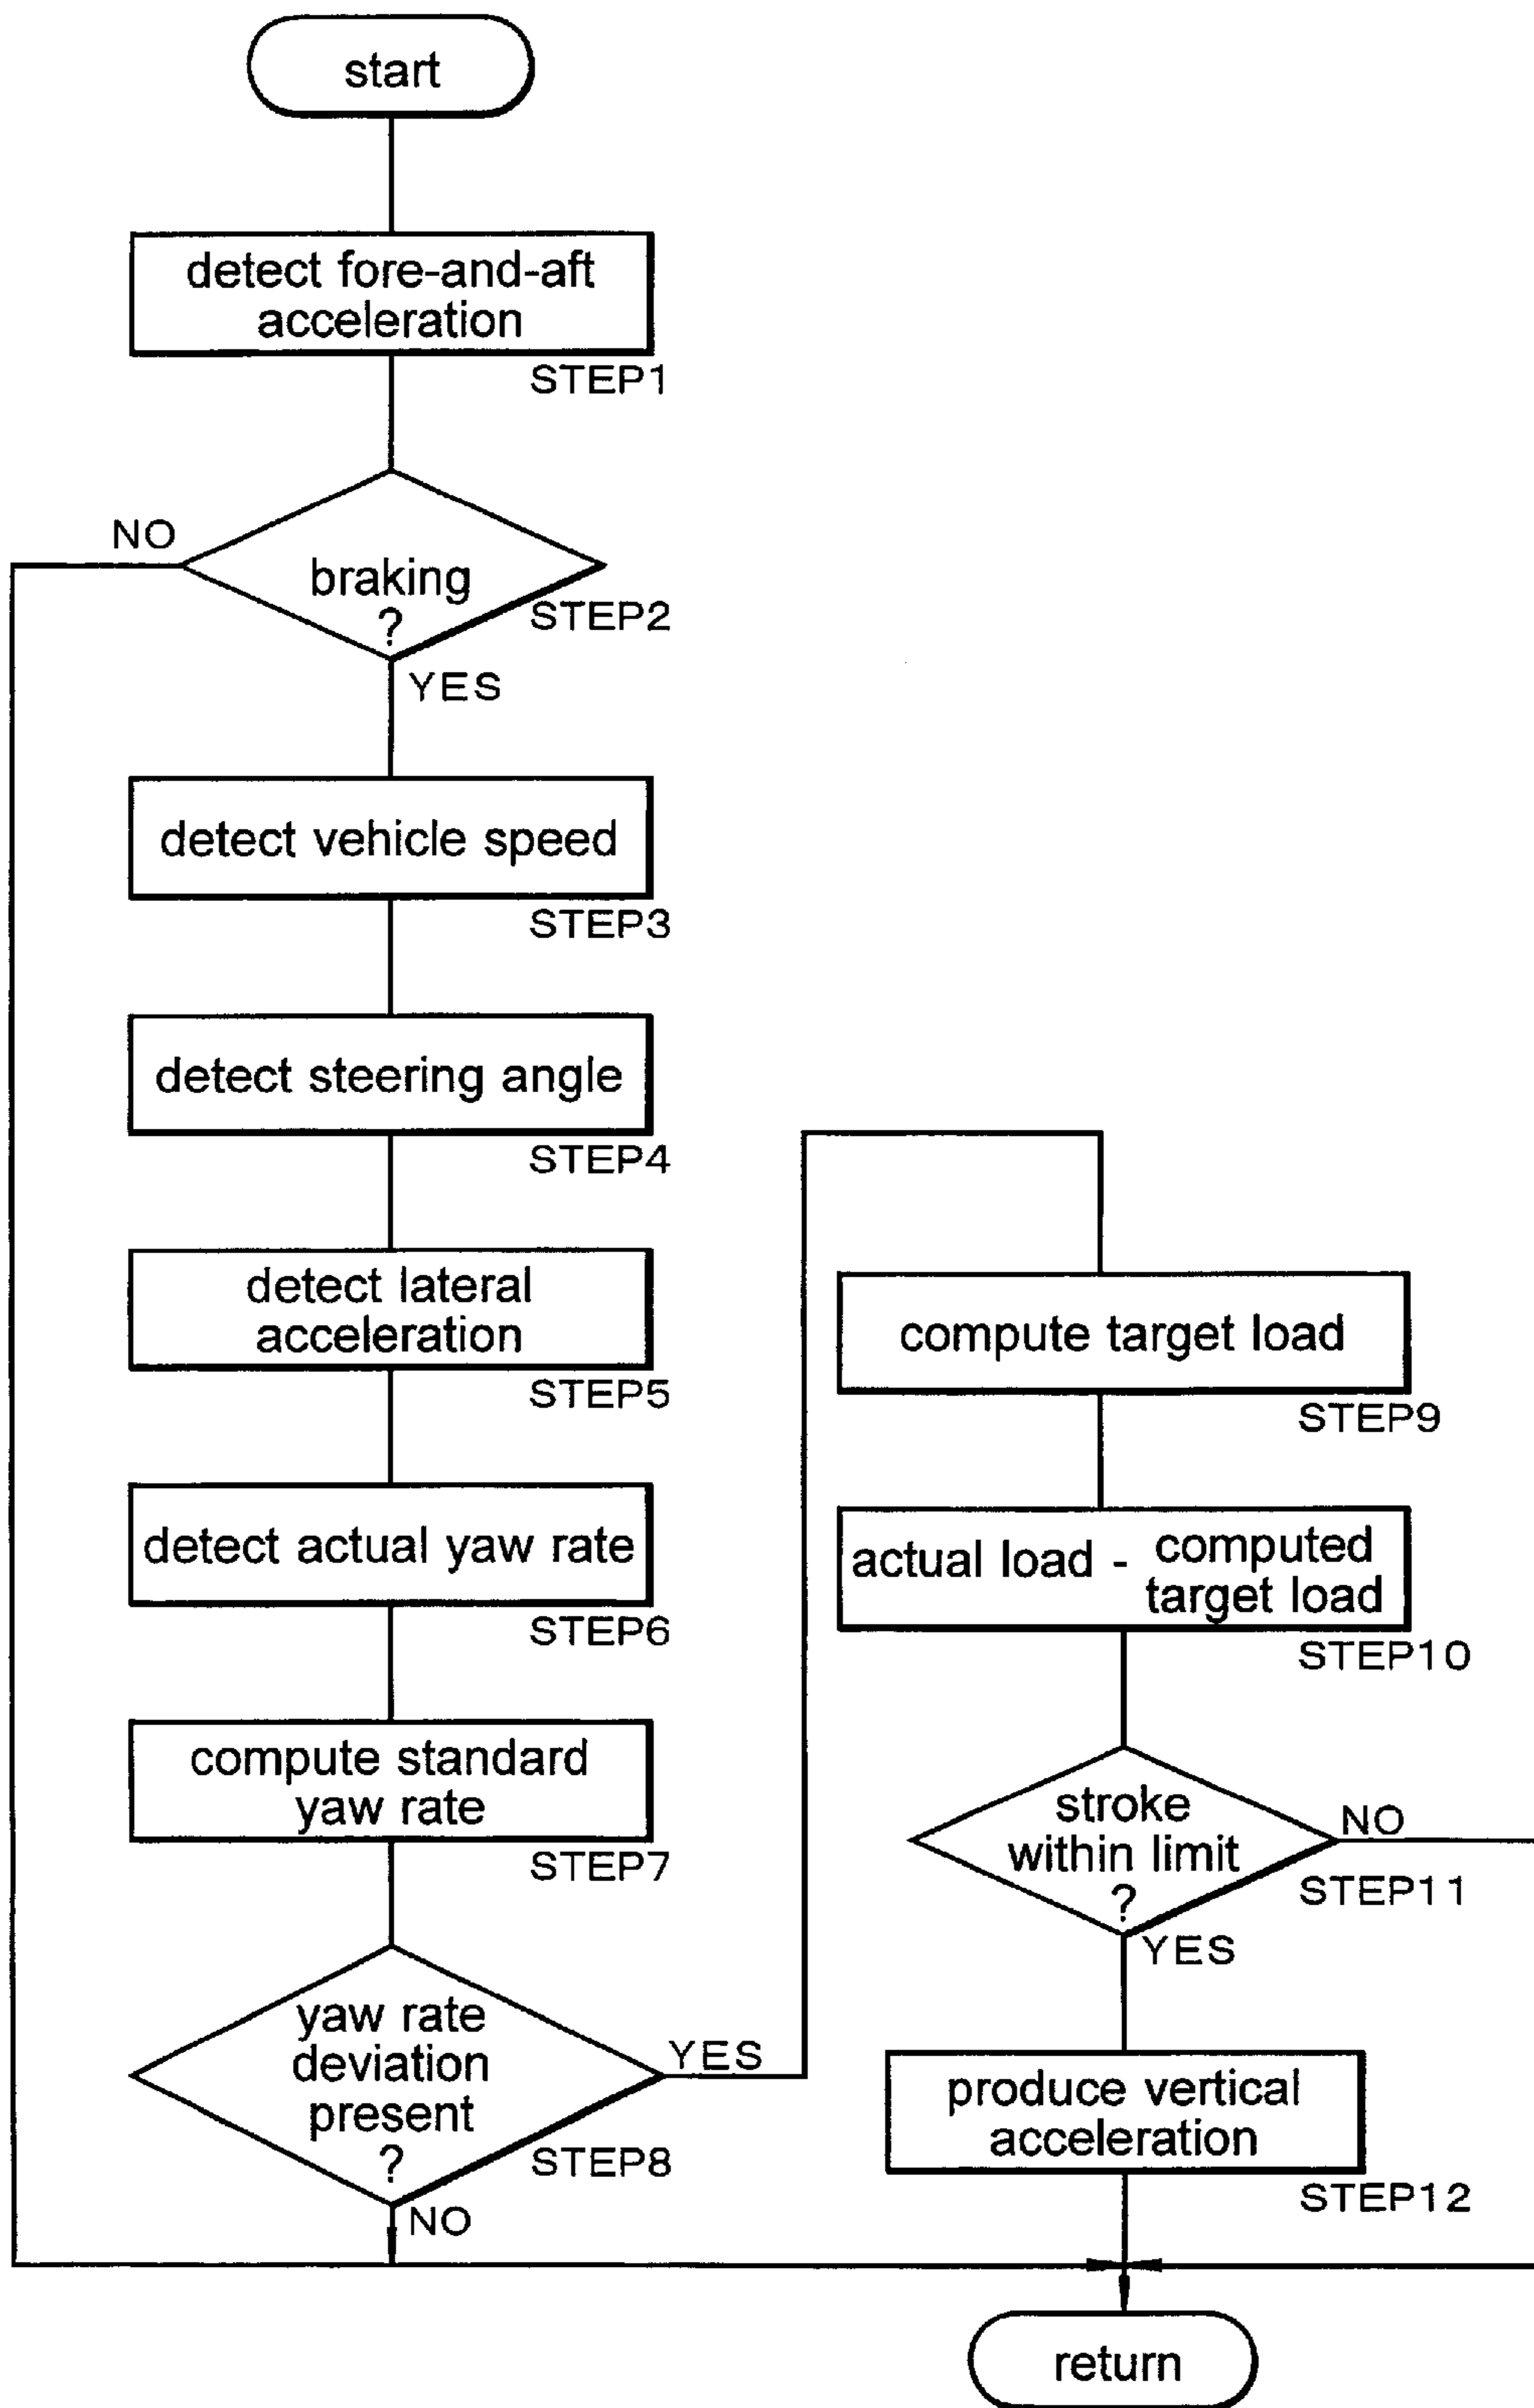 start
detect fore-and-aft
acceleration
STEP1
NO
braking
?
STEP2
YES
detect vehicle speed
STEP3
detect steering angle
STEP4
detect lateral
acceleration
STEP5
detect actual yaw rate
STEP6
compute standard
yaw rate
STEP7
yaw rate
deviation
present
?
YES
STEP8
NO
compute target load
STEP9
actual load - computed
target load
STEP10
stroke
within limit
?
NO
STEP11
YES
produce vertical
acceleration
STEP12
return